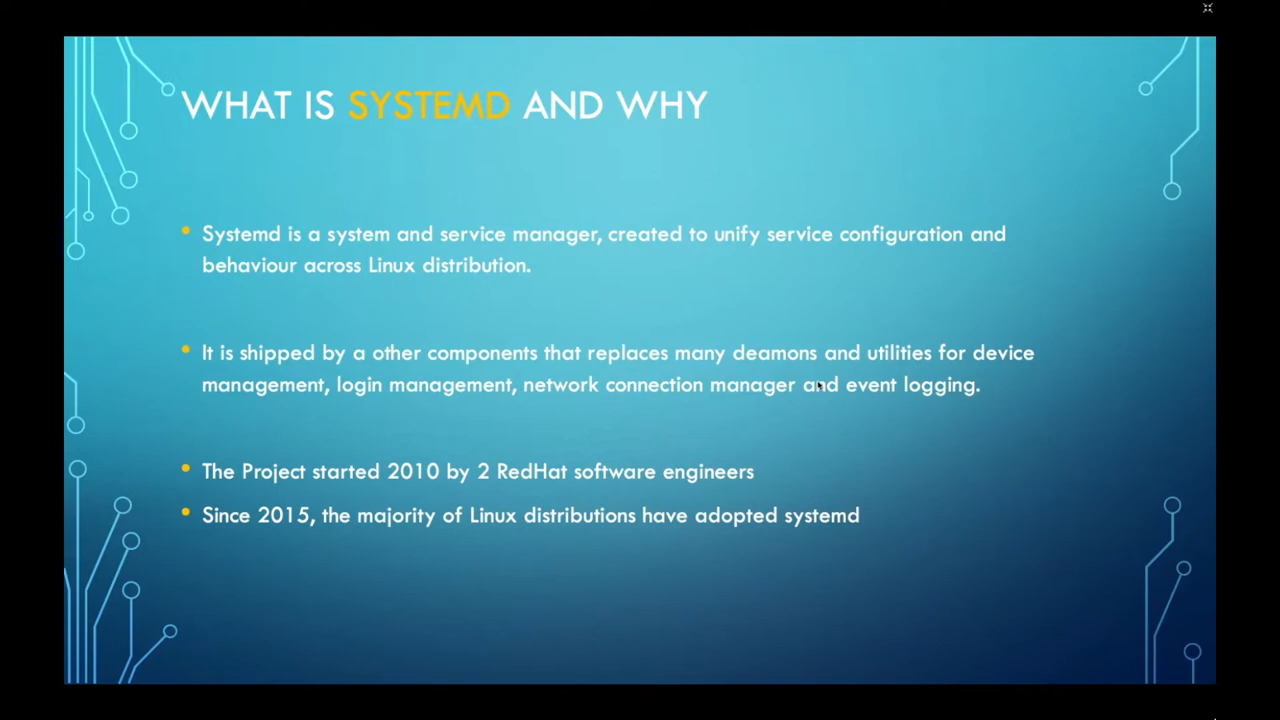 WHAT IS SYSTEMD AND WHY
Systemd is a system and service manager, created to unify service configuration and
behaviour across Linux distribution.
It is shipped by a other components that replaces many deamons and utilities for device
management, login management, network connection manager and event logging.
The Project started 2010 by 2 RedHat software engineers
Since 2015, the majority of Linux distributions have adopted systemd